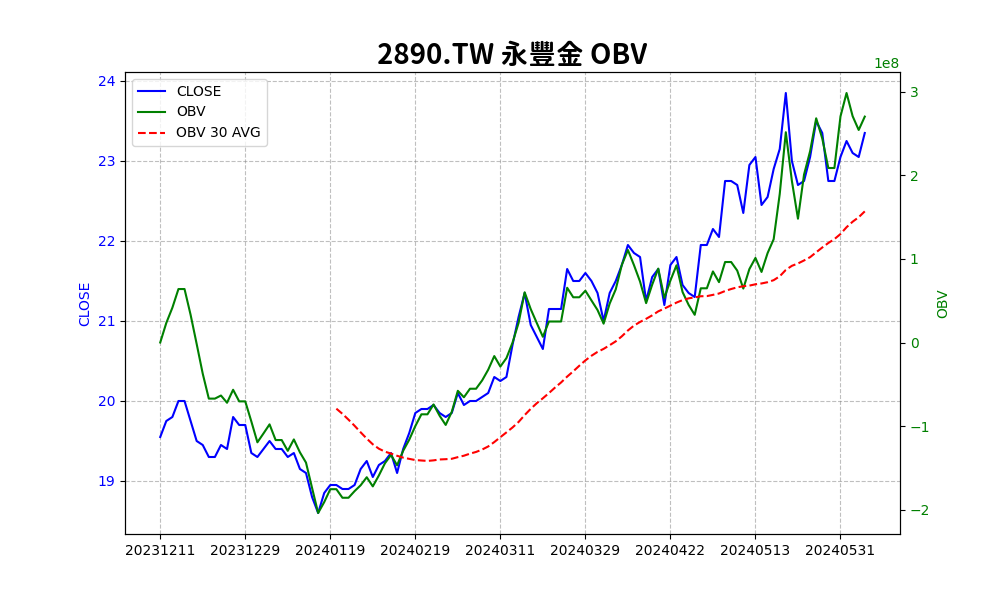 2890.TW 永豐金 OBV
1e8
CLOSE
OBV
OBV 30 AVG
24
23
22
21
20
19
CLOSE
3
2
1
0
−1
−2
OBV
20231211 20231229 20240119 20240219 20240311 20240329 20240422 20240513 20240531